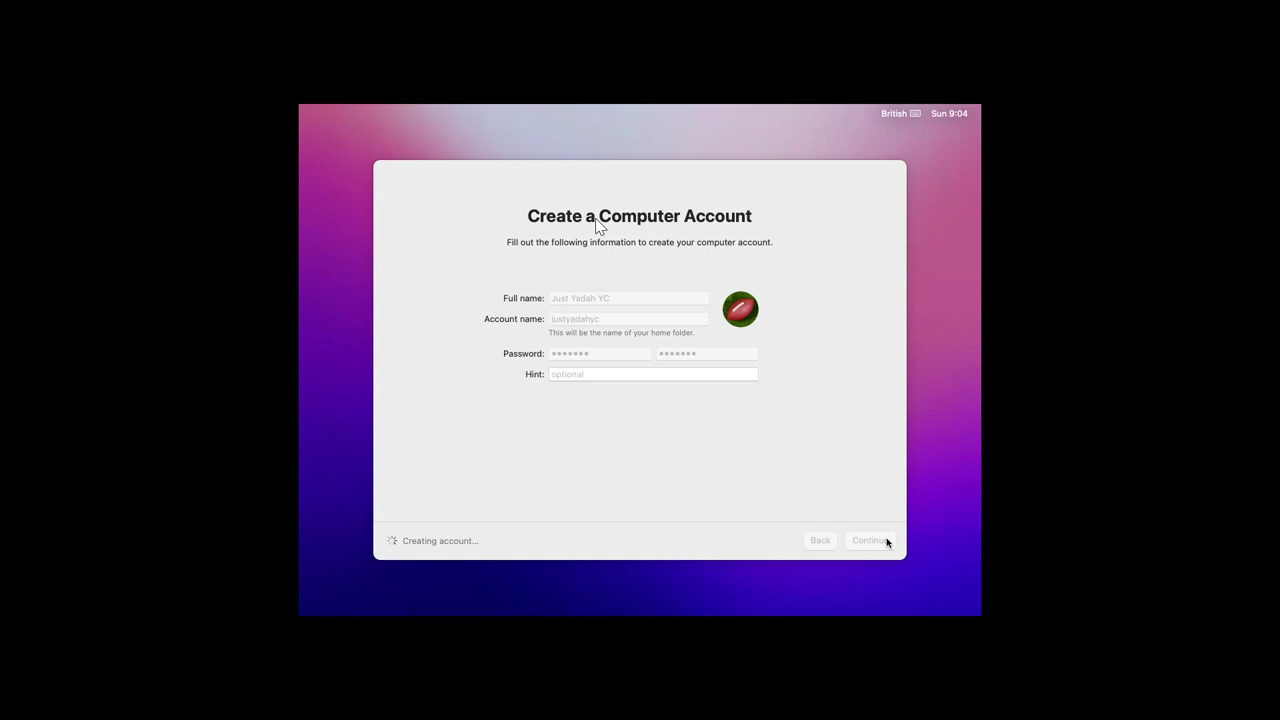 British Sun 9:04
Create a Computer Account
Fill out the following information to create your computer account.
Full name: Just Yadah YC
Account name: justyadahyc
This will be the name of your home folder.
Password: ••••••• •••••••
Hint: optional
Creating account... Back Continue